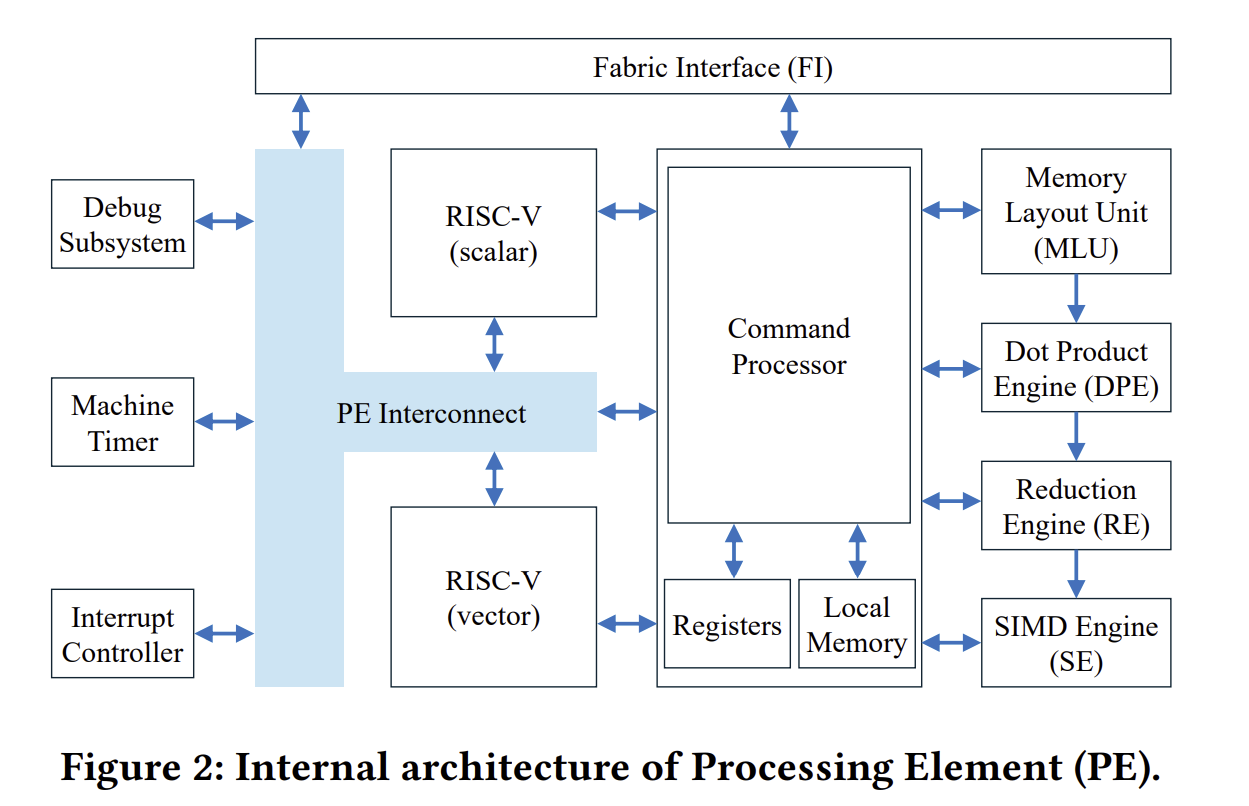 Fabric Interface (FI)
Debug
Subsystem
Machine
Timer
Interrupt
Controller
PE Interconnect
RISC-V
(scalar)
RISC-V
(vector)
Command
Processor
Registers
Local
Memory
Memory
Layout Unit
(MLU)
Dot Product
Engine (DPE)
Reduction
Engine (RE)
SIMD Engine
(SE)
Figure 2: Internal architecture of Processing Element (PE).